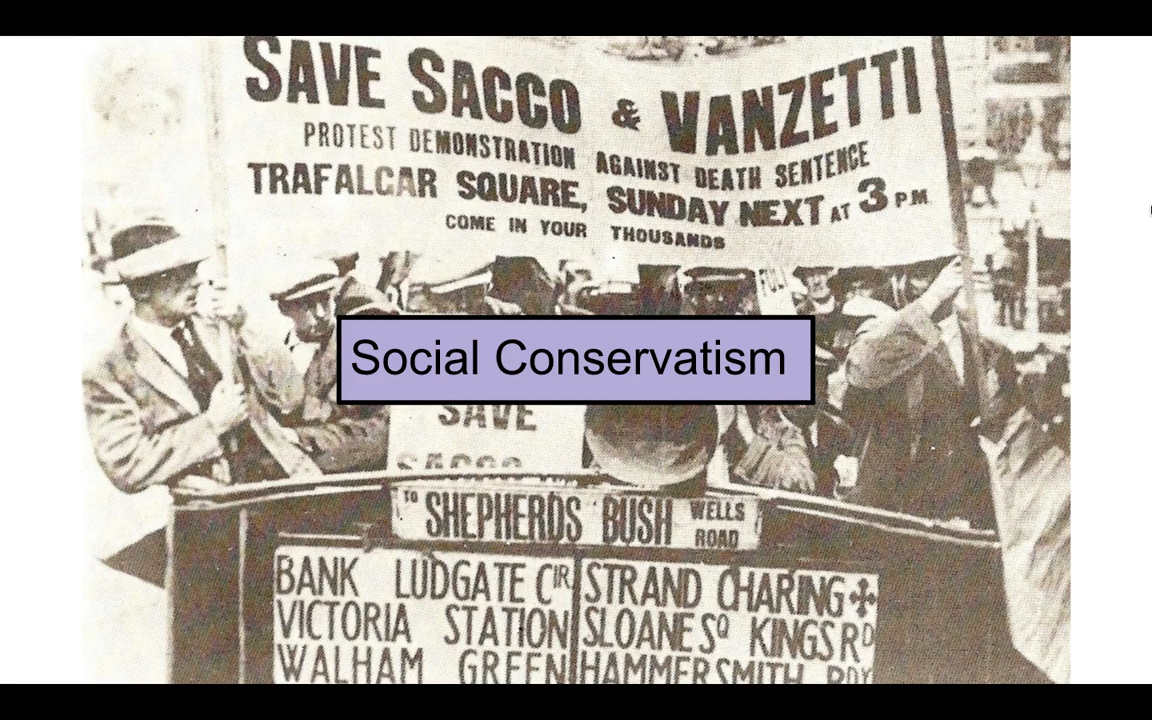 SAVE SACCO & VANZETTI
PROTEST DEMONSTRATION AGAINST DEATH SENTENCE
TRAFALGAR SQUARE, SUNDAY NEXT AT 3 PM
COME IN YOUR THOUSANDS
Social Conservatism
SAVE
SACCO
TO SHEPHERDS BUSH WELLS ROAD
BANK LUDGATE CIR. STRAND CHARING
VICTORIA STATION SLOANE SQ KINGS RD
WALHAM GREEN HAMMERSMITH BDY